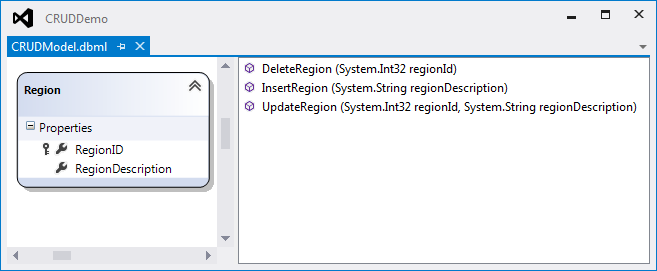 CRUDDemo
CRUDModel.dbml
Region
Properties
RegionID
RegionDescription
DeleteRegion (System.Int32 regionId)
InsertRegion (System.String regionDescription)
UpdateRegion (System.Int32 regionId, System.String regionDescription)